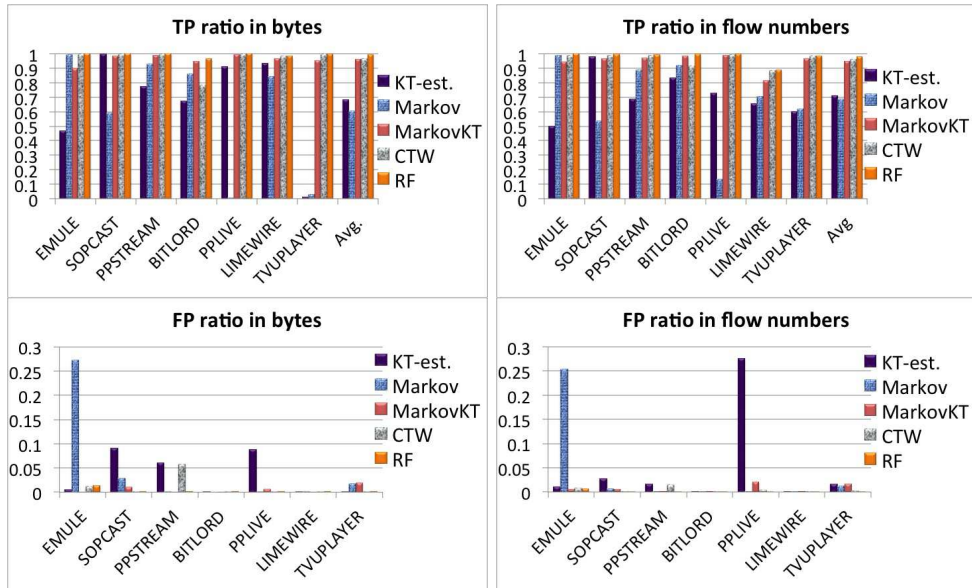 TP ratio in bytes
1
0.9
0.8
0.7
0.6
0.5
0.4
0.3
0.2
0.1
0
EMULE
SOPCAST
PPSTREAM
BITLORD
PPLIVE
LIMEWIRE
TVUPLAYER
Avg.
KT-est.
Markov
MarkovKT
CTW
RF
TP ratio in flow numbers
1
0.9
0.8
0.7
0.6
0.5
0.4
0.3
0.2
0.1
0
EMULE
SOPCAST
PPSTREAM
BITLORD
PPLIVE
LIMEWIRE
TVUPLAYER
Avg
KT-est.
Markov
MarkovKT
CTW
RF
FP ratio in bytes
0.3
0.25
0.2
0.15
0.1
0.05
0
EMULE
SOPCAST
PPSTREAM
BITLORD
PPLIVE
LIMEWIRE
TVUPLAYER
KT-est.
Markov
MarkovKT
CTW
RF
FP ratio in flow numbers
0.3
0.25
0.2
0.15
0.1
0.05
0
EMULE
SOPCAST
PPSTREAM
BITLORD
PPLIVE
LIMEWIRE
TVUPLAYER
KT-est.
Markov
MarkovKT
CTW
RF